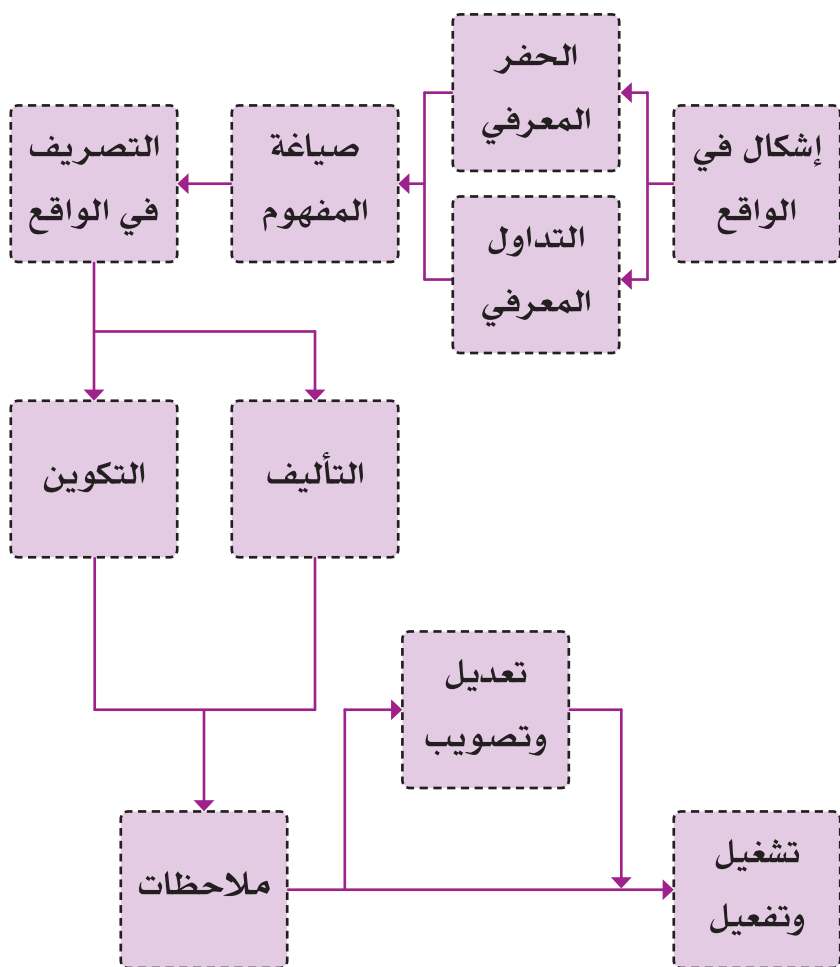 إشكال في
الواقع
الحفر
المعرفي
التداول
المعرفي
صياغة
المفهوم
التصريف
في الواقع
التأليف
التكوين
ملاحظات
تعديل
وتصويب
تشغيل
وتفعيل